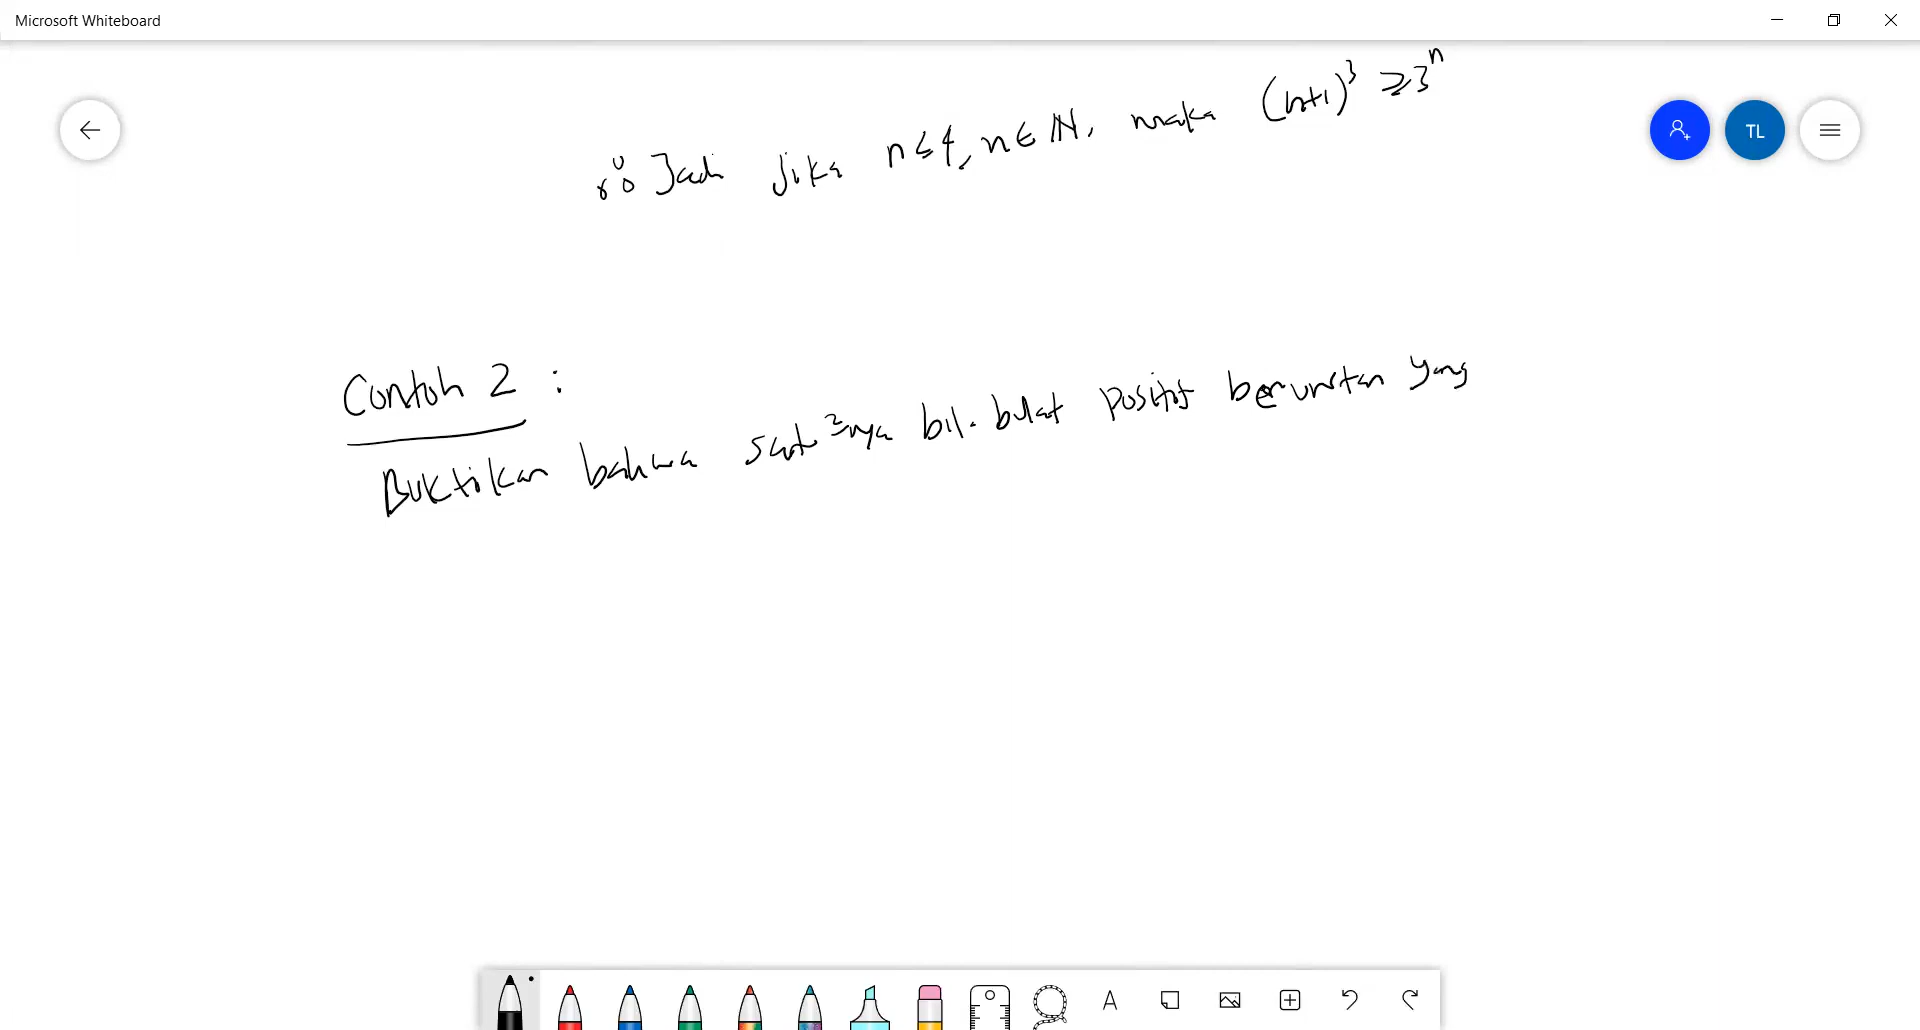 Microsoft Whiteboard
∴ Jadi Jika n ≤ 4, n ∈ ℕ, maka (n+1)³ ≥ 3ⁿ
TL
Contoh 2 :
Buktikan bahwa satu²nya bil. bulat positif berurutan yang